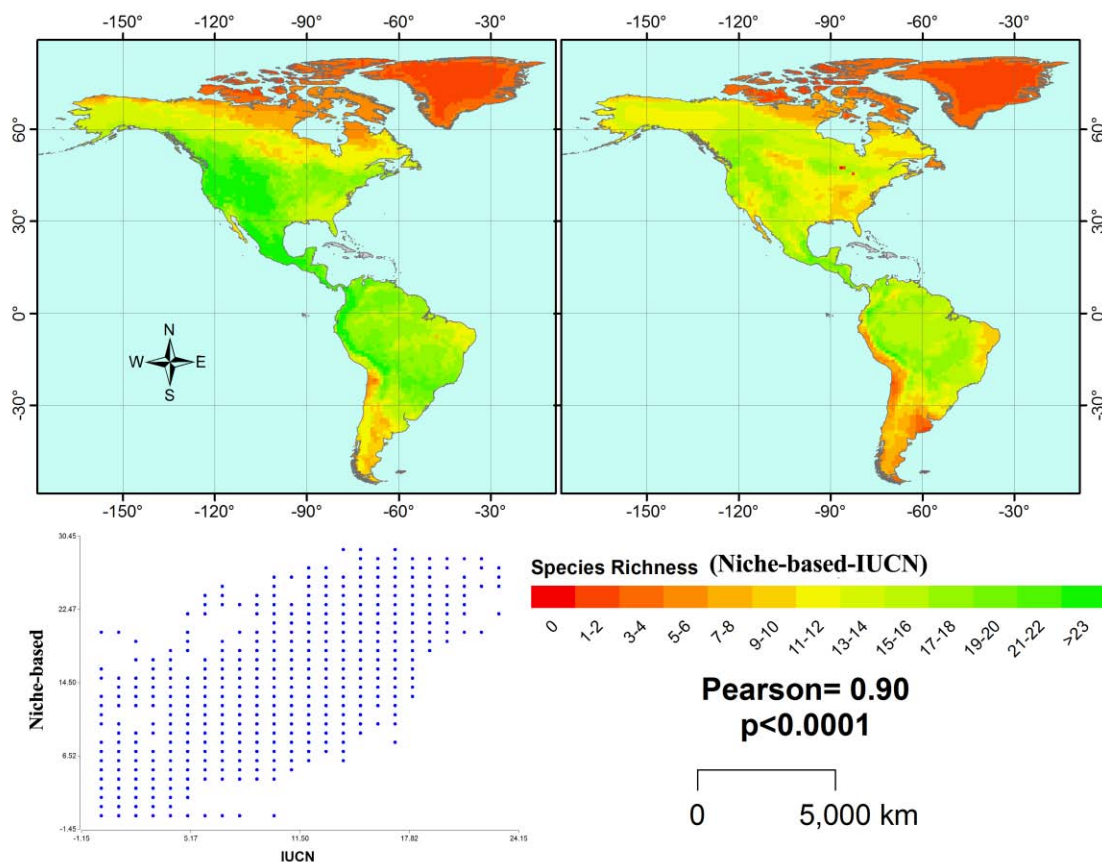 -150° -120° -90° -60° -30° -150° -120° -90° -60° -30°
60° 60°
30° 30°
0° 0°
-30° -30°
N
W E
S
-150° -120° -90° -60° -30° -150° -120° -90° -60° -30°
30.45
22.47
14.50
6.52
-1.45
Niche-based
-1.15 5.17 11.50 17.82 24.15
IUCN
Species Richness (Niche-based-IUCN)
0 1-2 3-4 5-6 7-8 9-10 11-12 13-14 15-16 17-18 19-20 21-22 >23
Pearson= 0.90
p<0.0001
0 5,000 km